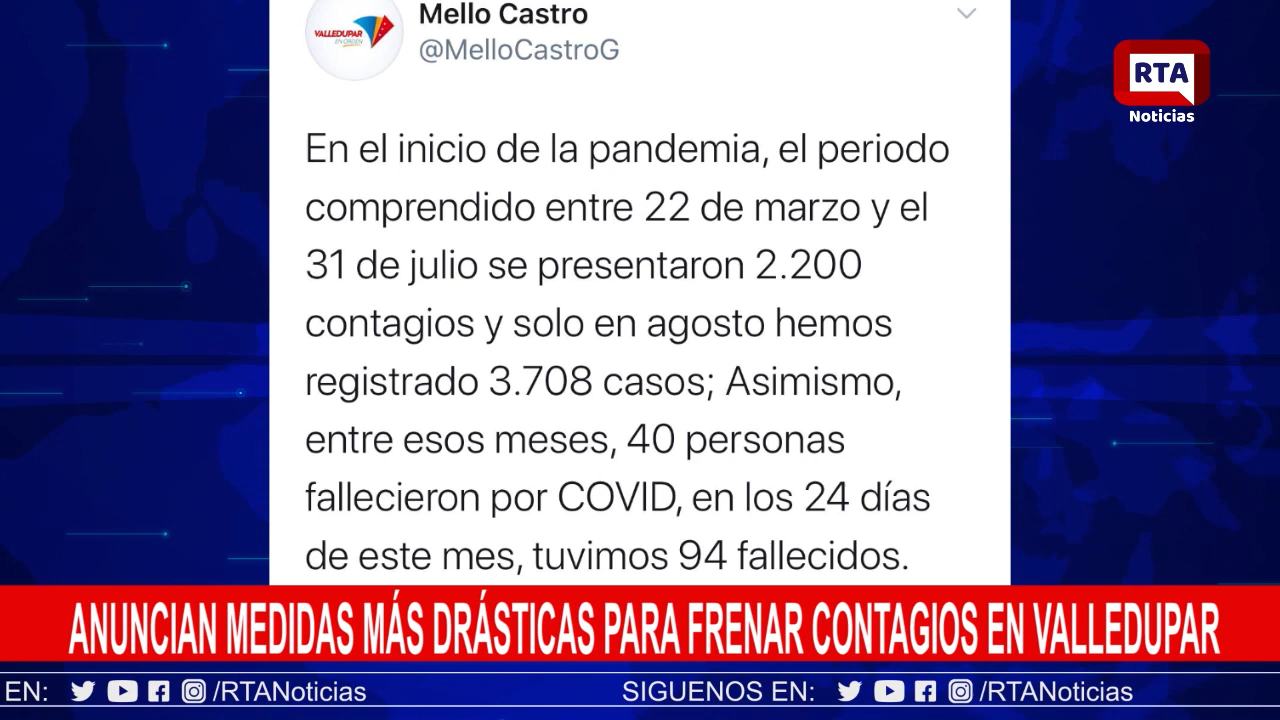 VALLEDUPAR
EN ORDEN
Mello Castro
@MelloCastroG
RTA
Noticias
En el inicio de la pandemia, el periodo
comprendido entre 22 de marzo y el
31 de julio se presentaron 2.200
contagios y solo en agosto hemos
registrado 3.708 casos; Asimismo,
entre esos meses, 40 personas
fallecieron por COVID, en los 24 días
de este mes, tuvimos 94 fallecidos.
ANUNCIAN MEDIDAS MÁS DRÁSTICAS PARA FRENAR CONTAGIOS EN VALLEDUPAR
EN: /RTANoticias SIGUENOS EN: /RTANoticias